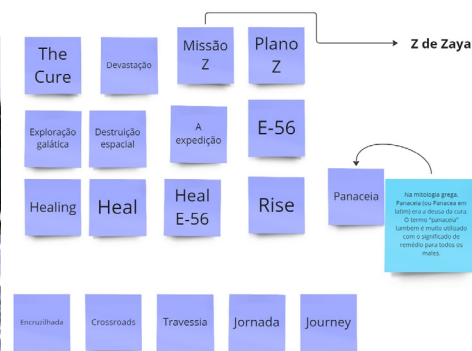 The
Cure
Devastação
Missão
Z
Plano
Z
Z de Zaya
Exploração
galática
Destruição
espacial
A
expedição
E-56
Healing
Heal
Heal
E-56
Rise
Panaceia
Na mitologia grega,
Panaceia (ou Panacea em
latim) era a deusa da cura.
O termo "panaceia"
também é muito utilizado
com o significado de
remédio para todos os
males.
Encruzilhada
Crossroads
Travessia
Jornada
Journey